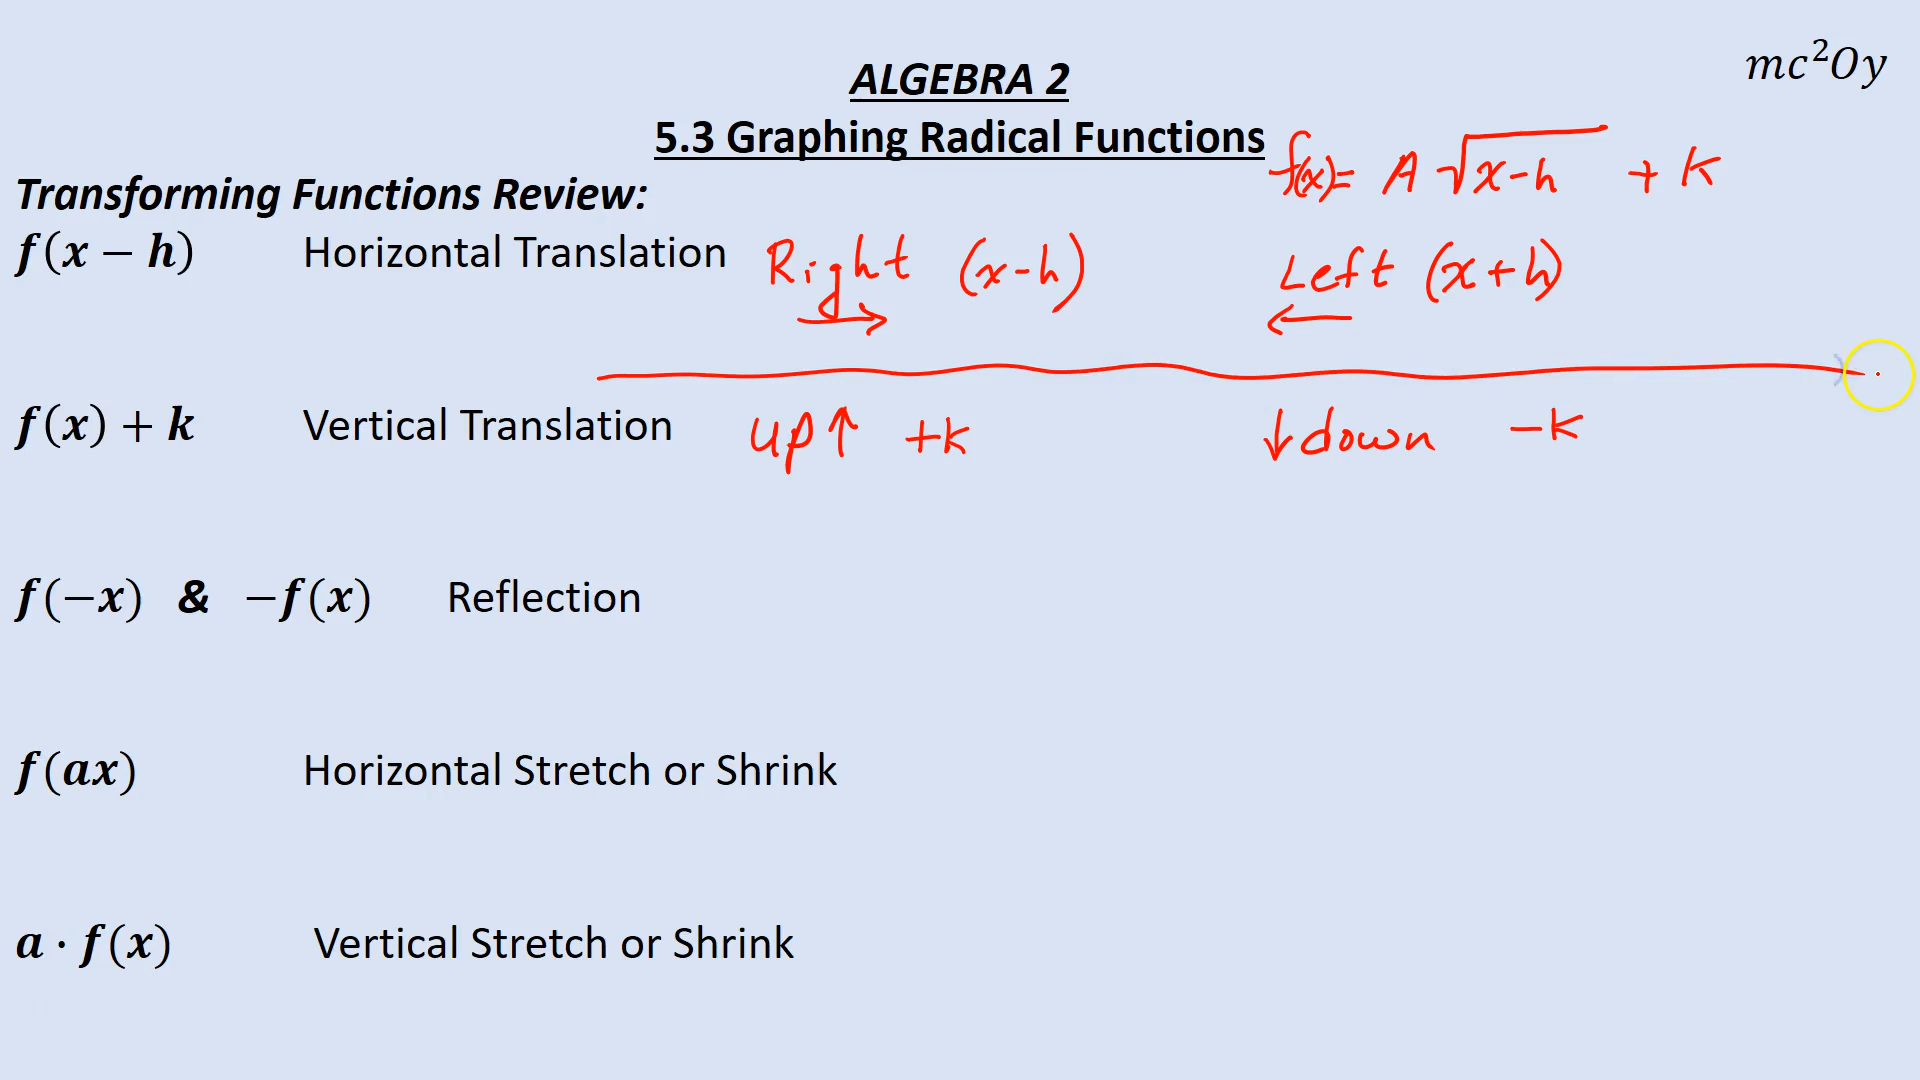 mc²Oy
ALGEBRA 2
5.3 Graphing Radical Functions
f(x)= A √(x-h) + k
Transforming Functions Review:
f(x − h) Horizontal Translation Right (x-h) Left (x+h)
→ ←
f(x) + k Vertical Translation up↑ +k ↓down -k
f(−x) & −f(x) Reflection
f(ax) Horizontal Stretch or Shrink
a · f(x) Vertical Stretch or Shrink